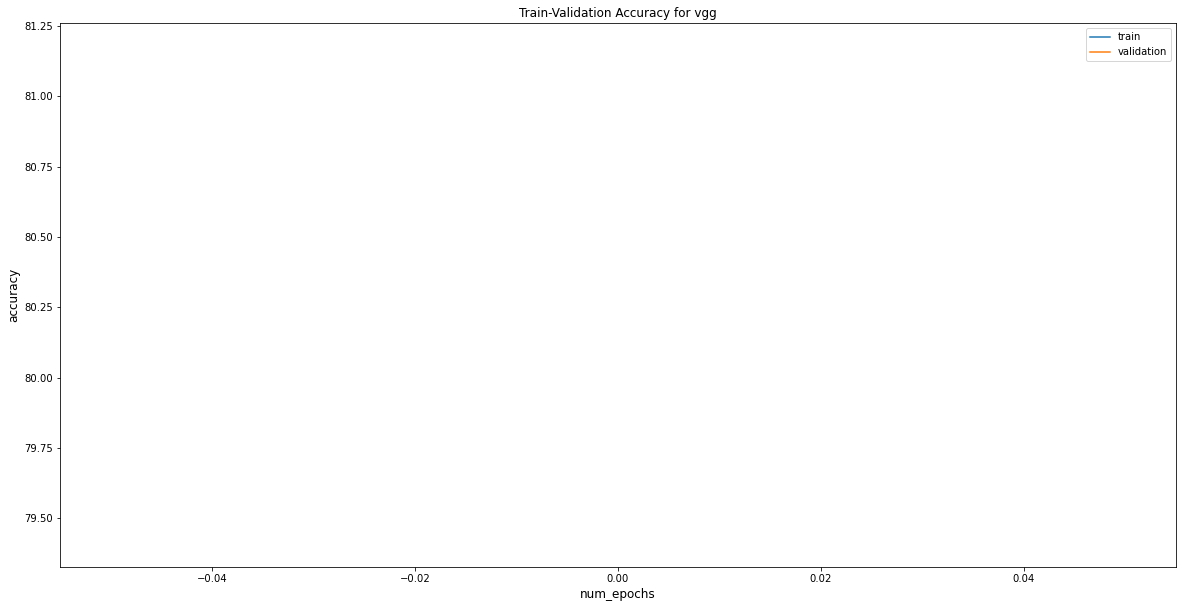 Train-Validation Accuracy for vgg
train
validation
81.25
81.00
80.75
80.50
80.25
80.00
79.75
79.50
accuracy
−0.04
−0.02
0.00
0.02
0.04
num_epochs